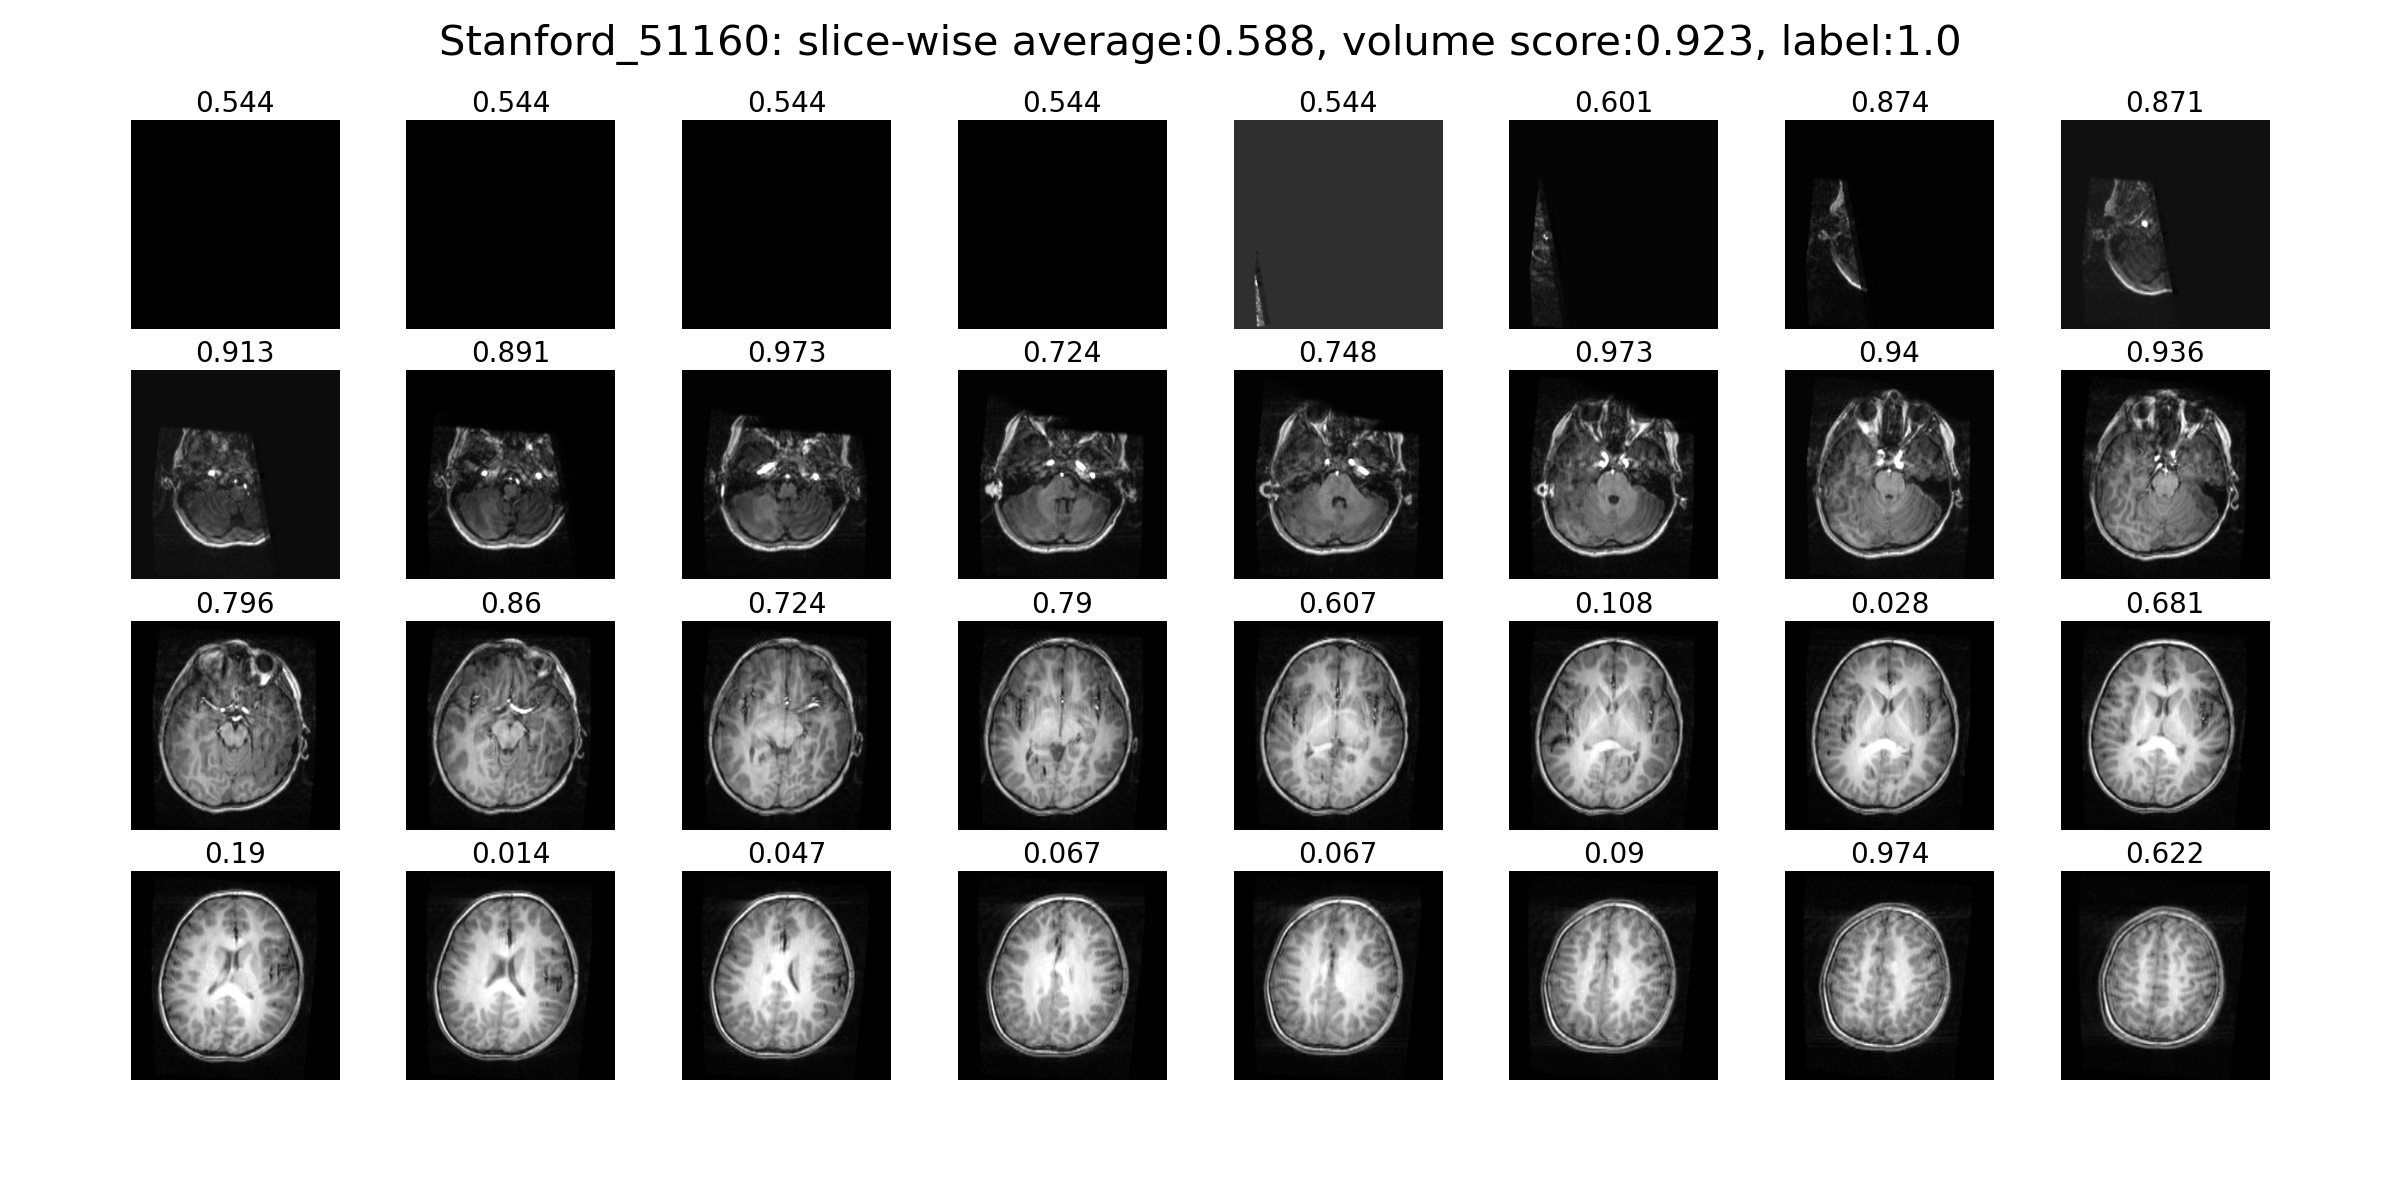 Stanford_51160: slice-wise average:0.588, volume score:0.923, label:1.0
0.544 0.544 0.544 0.544 0.544 0.601 0.874 0.871
0.913 0.891 0.973 0.724 0.748 0.973 0.94 0.936
0.796 0.86 0.724 0.79 0.607 0.108 0.028 0.681
0.19 0.014 0.047 0.067 0.067 0.09 0.974 0.622